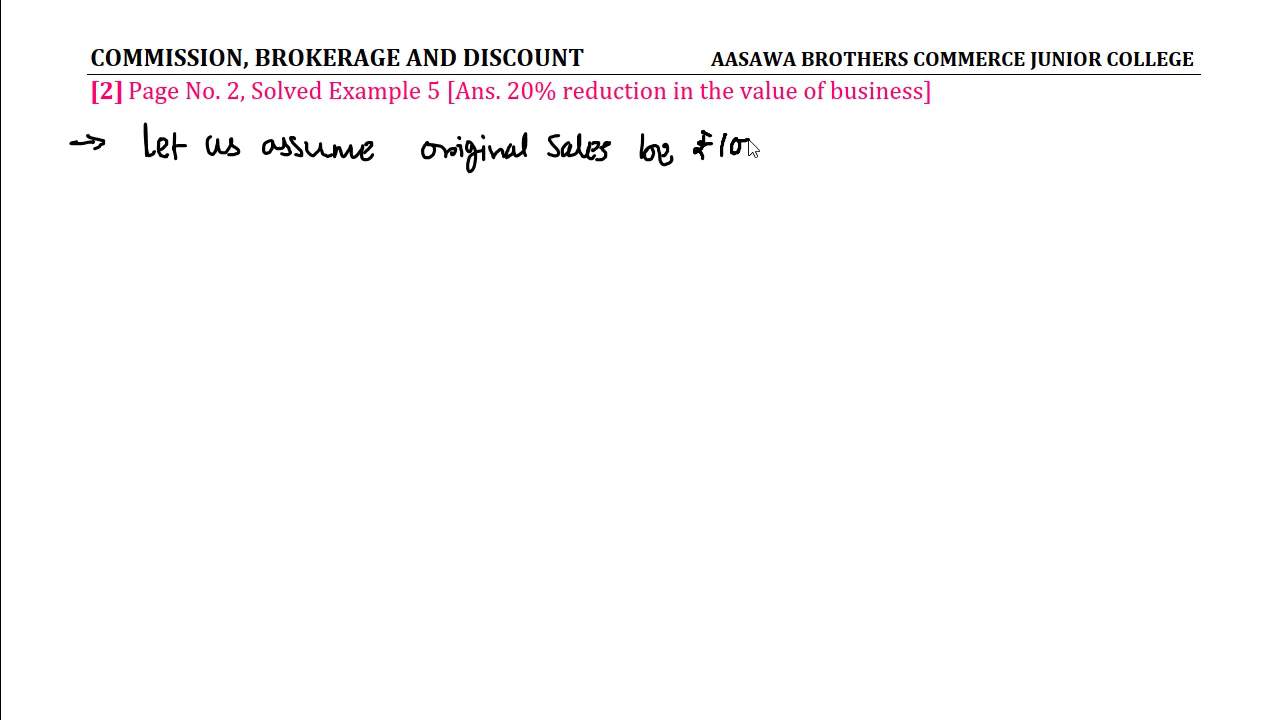 COMMISSION, BROKERAGE AND DISCOUNT AASAWA BROTHERS COMMERCE JUNIOR COLLEGE
[2] Page No. 2, Solved Example 5 [Ans. 20% reduction in the value of business]
→ Let us assume original Sales be ₹10